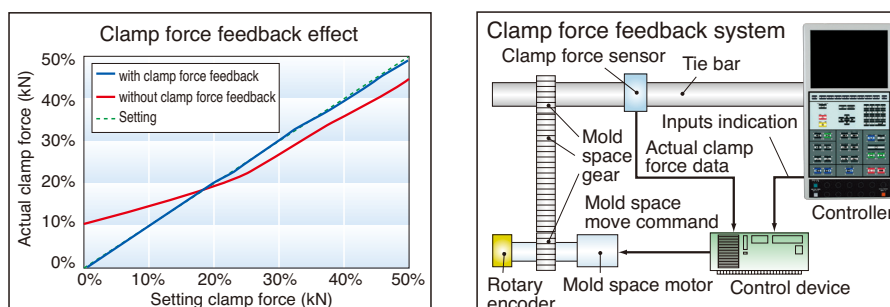 Clamp force feedback effect
Actual clamp force (kN)
50%
40%
30%
20%
10%
0%
with clamp force feedback
without clamp force feedback
Setting
0%
10%
20%
30%
40%
50%
Setting clamp force (kN)
Clamp force feedback system
Clamp force sensor
Tie bar
Mold
space
gear
Inputs indication
Actual clamp
force data
Mold space
move command
Controller
Rotary
encoder
Mold space motor
Control device